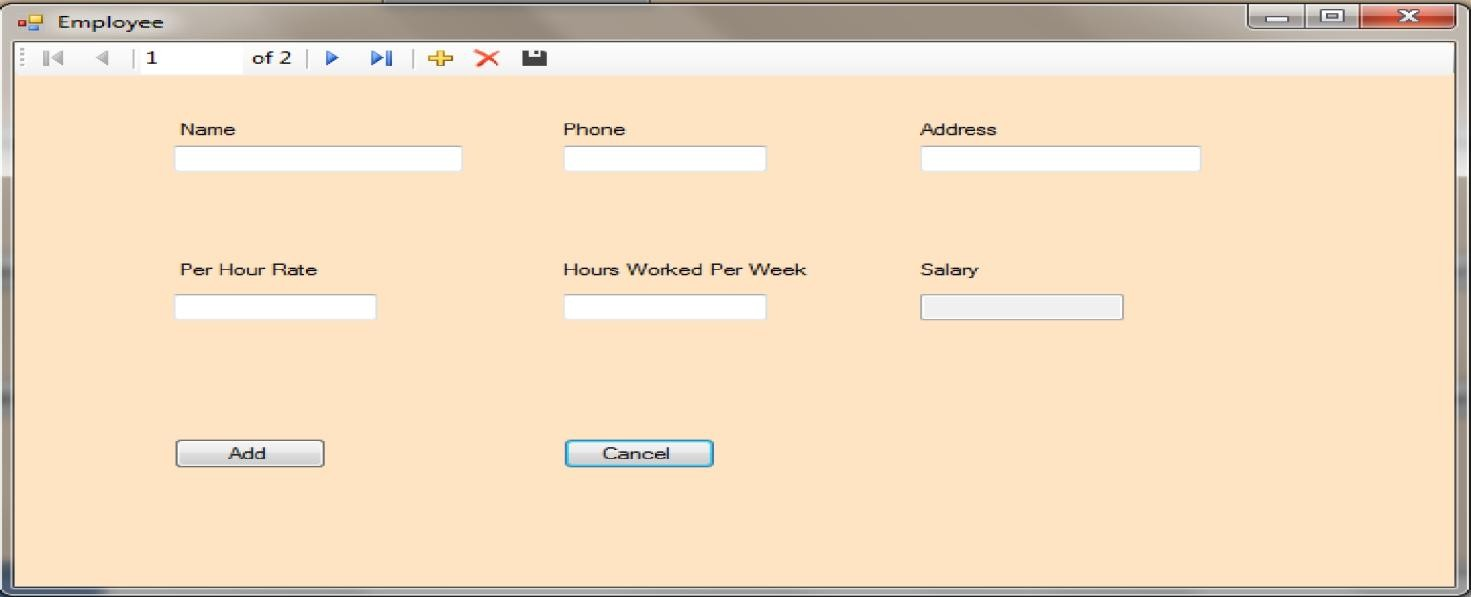 Employee
1 of 2
Name Phone Address
Per Hour Rate Hours Worked Per Week Salary
Add Cancel